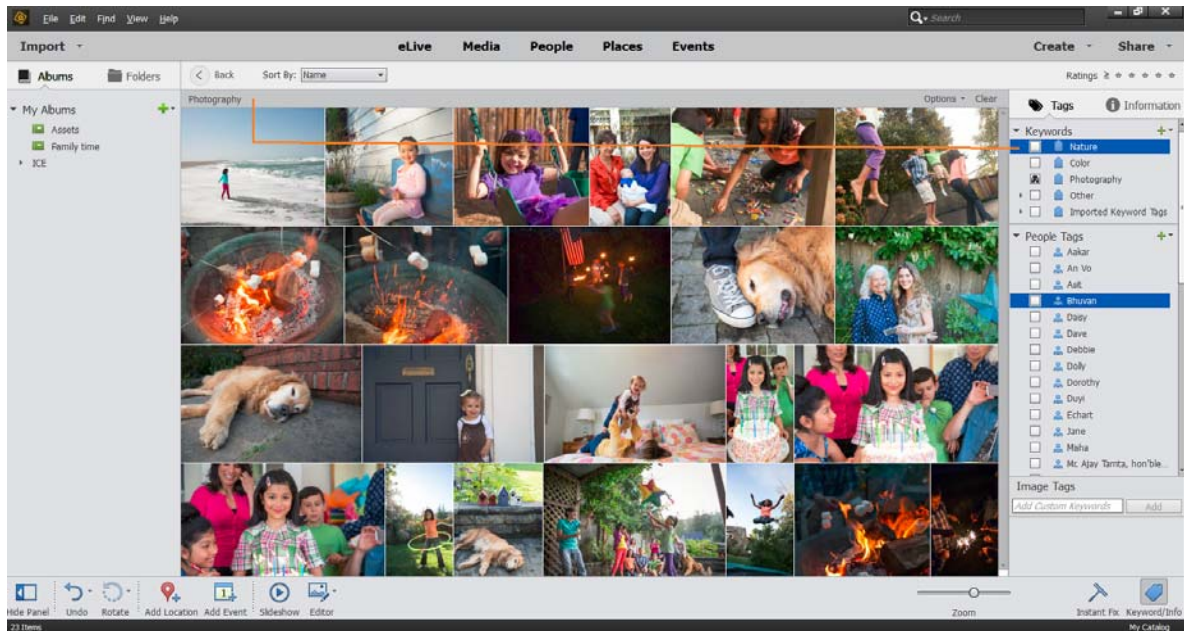 File Edit Find View Help
Search
Import
eLive Media People Places Events
Create Share
Albums Folders
Back Sort By: Name
Ratings ≥
My Albums
Assets
Family time
ICE
Photography
Options Clear
Tags Information
Keywords
Nature
Color
Photography
Other
Imported Keyword Tags
People Tags
Aakar
An Vo
Asit
Bhuvan
Daisy
Dave
Debbie
Dolly
Dorothy
Duyi
Echart
Jane
Maha
Mr. Ajay Tamta, hon'ble...
Image Tags
Add Custom Keywords Add
Hide Panel Undo Rotate Add Location Add Event Slideshow Editor
Zoom
Instant Fix Keyword/Info
23 Items
My Catalog